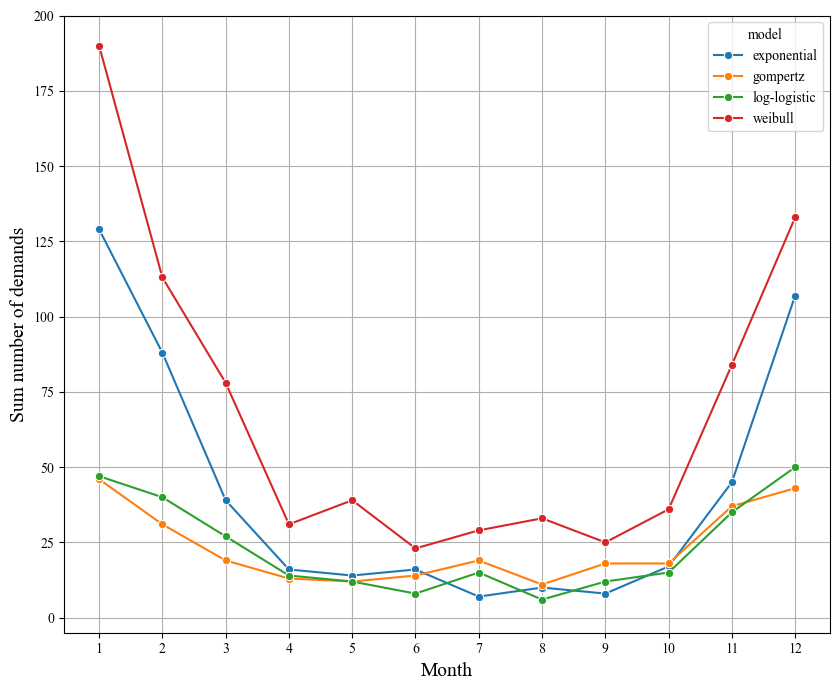 200
175
150
125
100
75
50
25
0
Sum number of demands
model
exponential
gompertz
log-logistic
weibull
1 2 3 4 5 6 7 8 9 10 11 12
Month